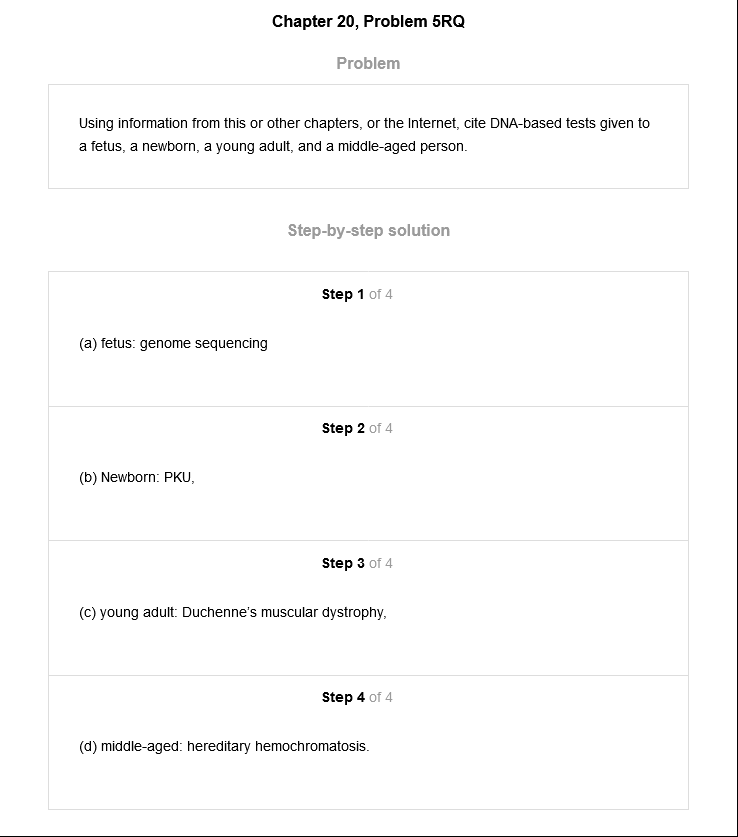 Chapter 20, Problem 5RQ
Problem
Using information from this or other chapters, or the Internet, cite DNA-based tests given to
a fetus, a newborn, a young adult, and a middle-aged person.
Step-by-step solution
Step 1 of 4
(a) fetus: genome sequencing
Step 2 of 4
(b) Newborn: PKU,
Step 3 of 4
(c) young adult: Duchenne’s muscular dystrophy,
Step 4 of 4
(d) middle-aged: hereditary hemochromatosis.